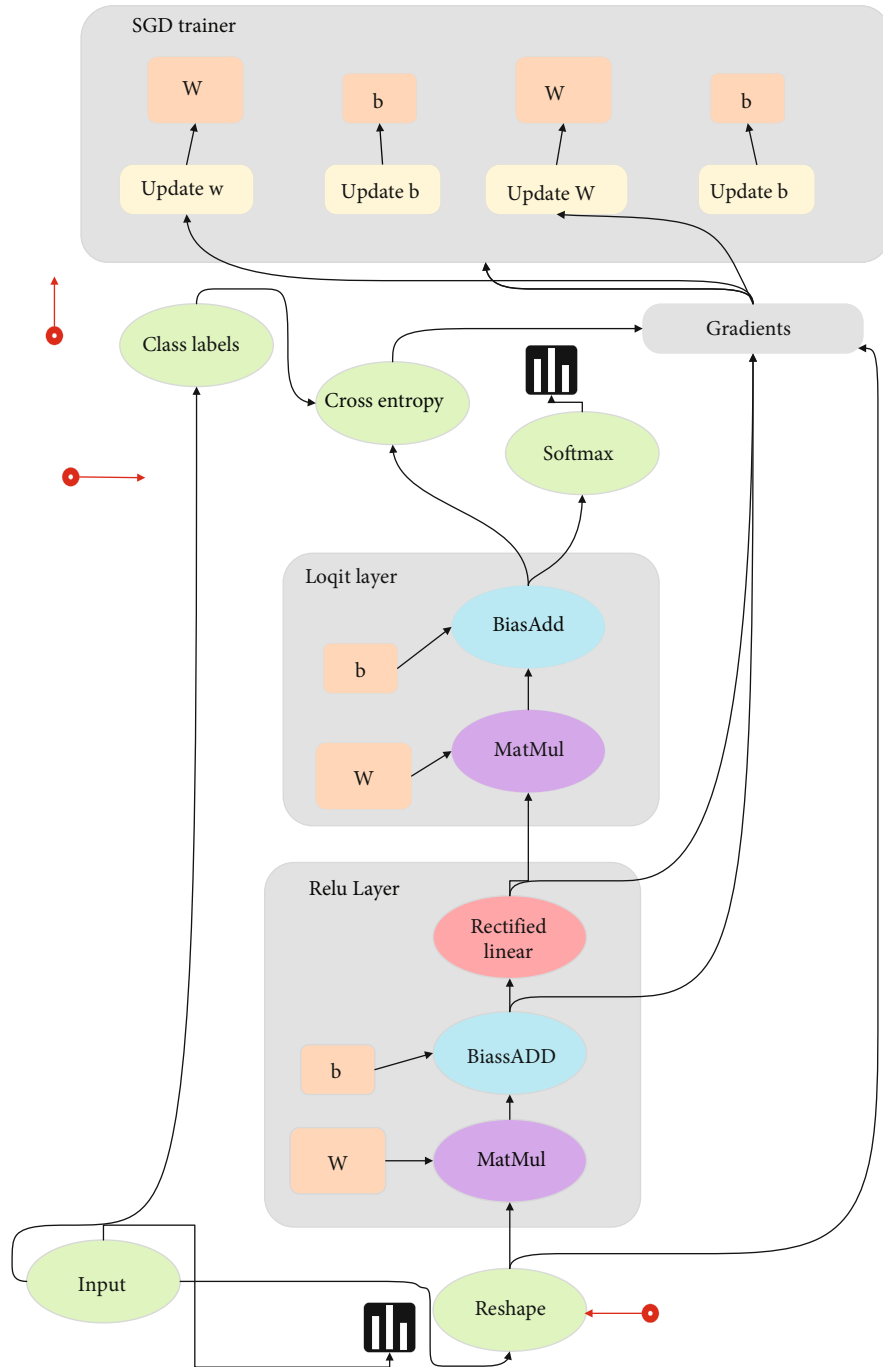 SGD trainer
W
b
W
b
Update w
Update b
Update W
Update b
Class labels
Gradients
Cross entropy
Softmax
Loqit layer
BiasAdd
b
MatMul
W
Relu Layer
Rectified
linear
BiassADD
b
MatMul
W
Input
Reshape